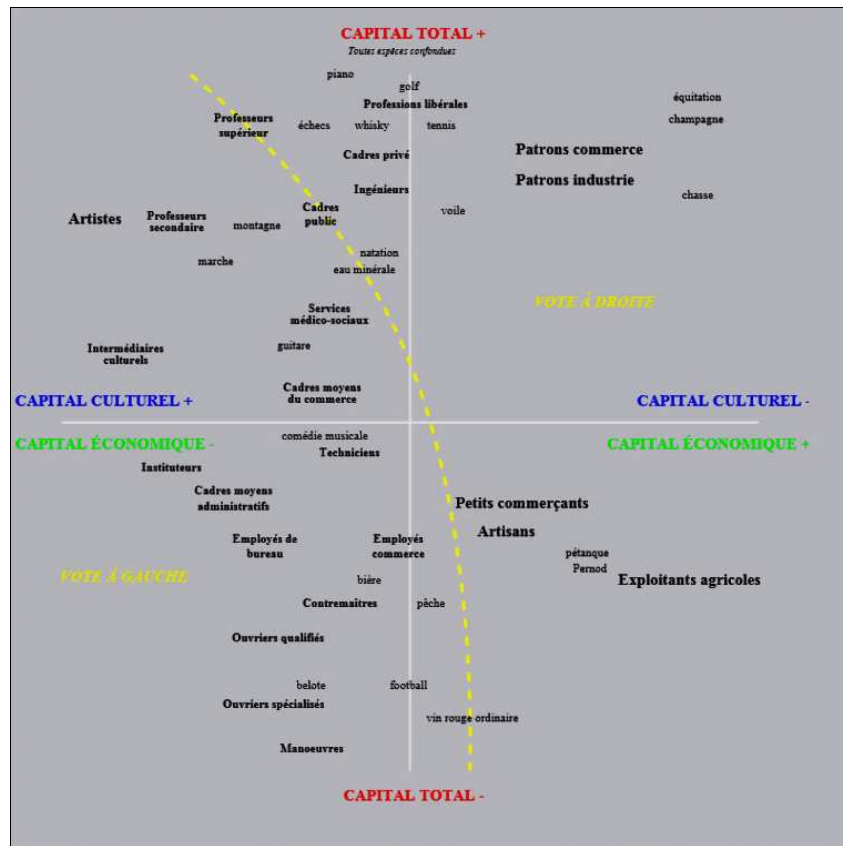 CAPITAL TOTAL +
Toutes espèces confondues
piano
golf
équitation
Professions libérales
champagne
Professeurs
supérieur
échecs
whisky
tennis
Patrons commerce
Cadres privé
Patrons industrie
Ingénieurs
chasse
Artistes
Professeurs
secondaire
montagne
Cadres
public
voile
marche
natation
eau minérale
VOTE À DROITE
Services
médico-sociaux
Intermédiaires
culturels
guitare
Cadres moyens
du commerce
CAPITAL CULTUREL +
CAPITAL CULTUREL -
CAPITAL ÉCONOMIQUE -
comédie musicale
CAPITAL ÉCONOMIQUE +
Techniciens
Instituteurs
Cadres moyens
administratifs
Petits commerçants
Artisans
Employés de
bureau
Employés
commerce
pétanque
Pernod
VOTE À GAUCHE
bière
Exploitants agricoles
Contremaîtres
pêche
Ouvriers qualifiés
belote
football
Ouvriers spécialisés
vin rouge ordinaire
Manoeuvres
CAPITAL TOTAL -